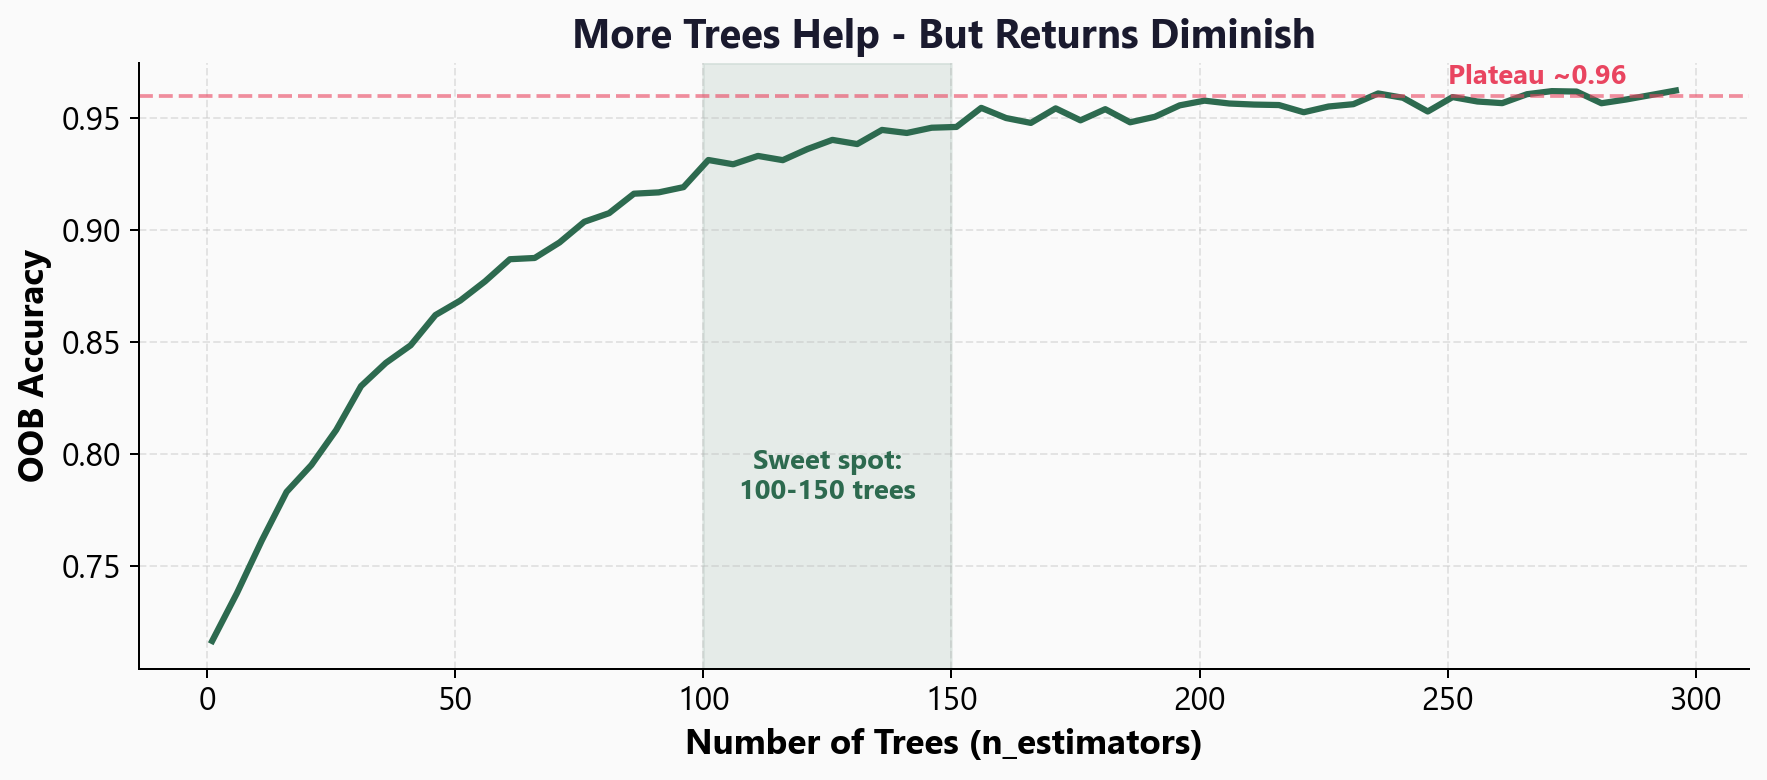 More Trees Help - But Returns Diminish
Plateau ~0.96
OOB Accuracy
0.95
0.90
0.85
0.80
0.75
Sweet spot:
100-150 trees
0
50
100
150
200
250
300
Number of Trees (n_estimators)